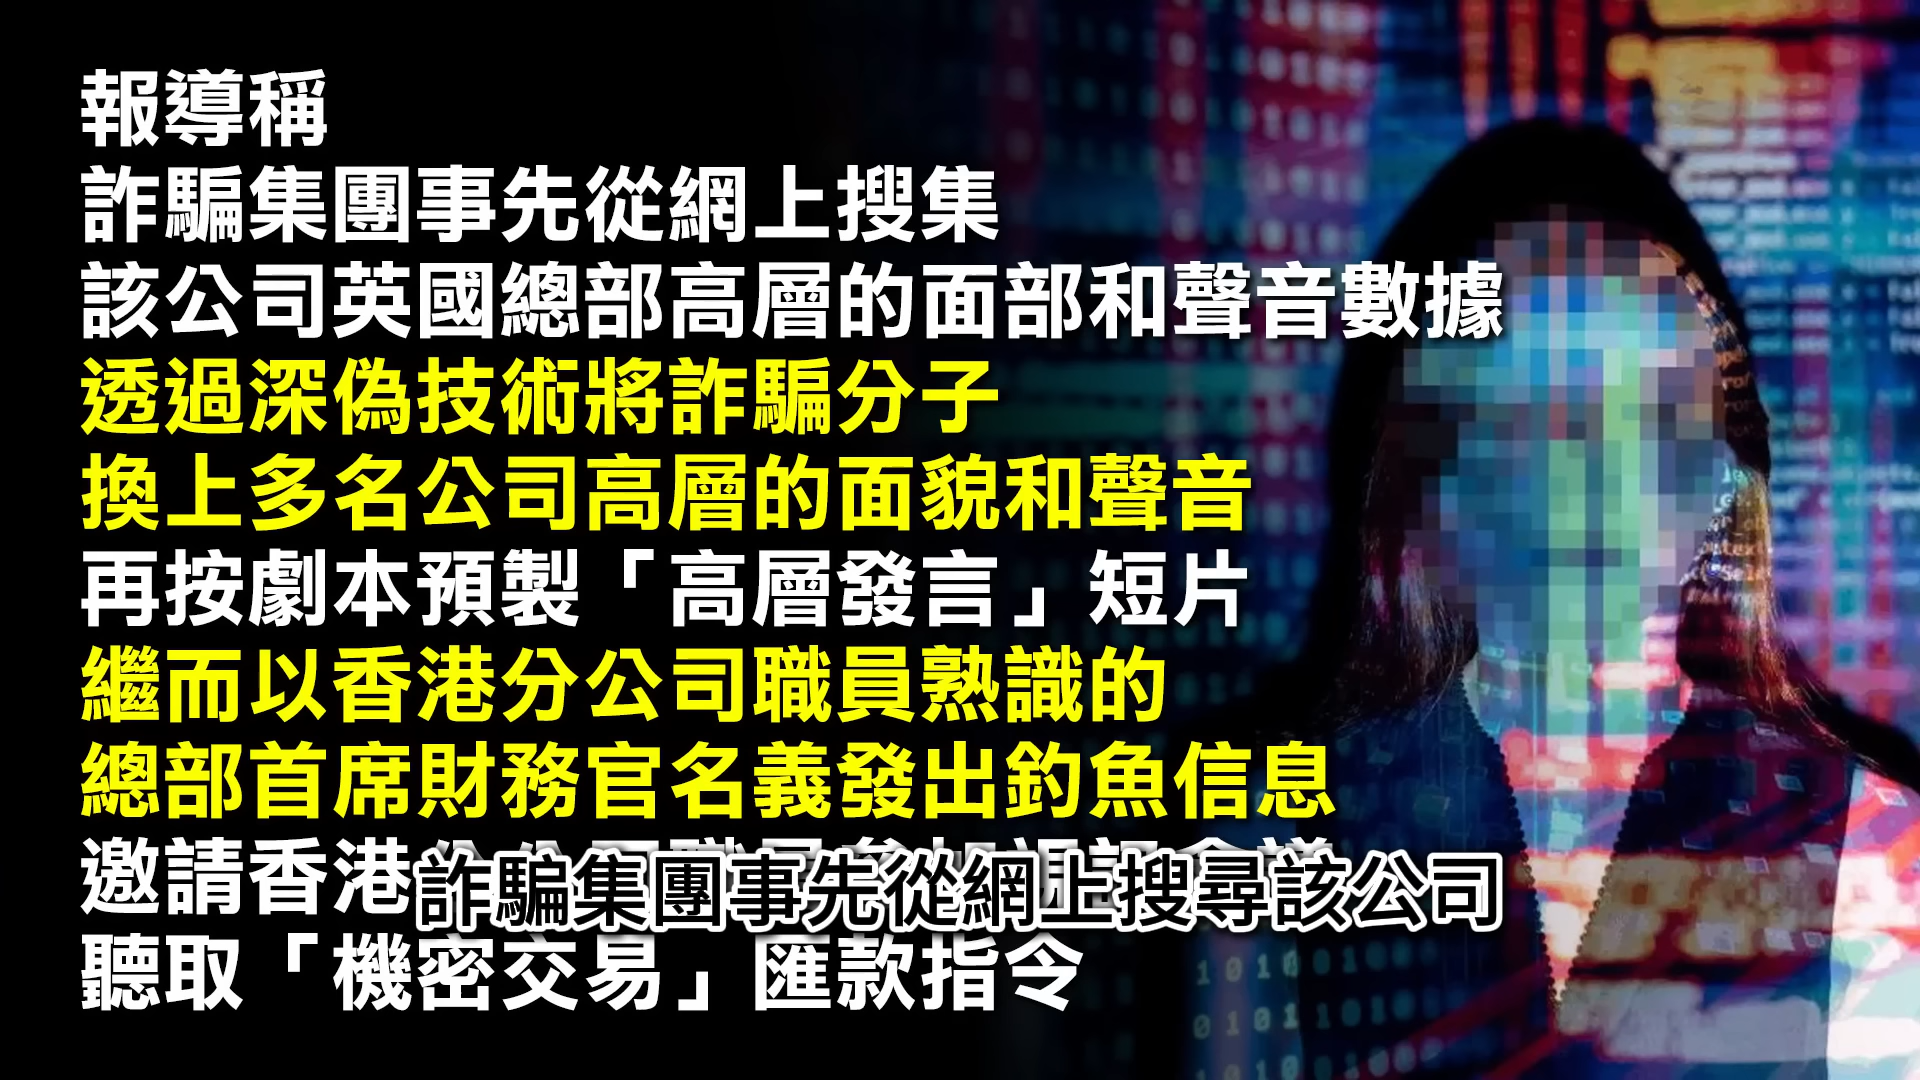 報導稱
詐騙集團事先從網上搜集
該公司英國總部高層的面部和聲音數據
透過深偽技術將詐騙分子
換上多名公司高層的面貌和聲音
再按劇本預製「高層發言」短片
繼而以香港分公司職員熟識的
總部首席財務官名義發出釣魚信息
邀請香港
詐騙集團事先從網上搜尋該公司
聽取「機密交易」匯款指令